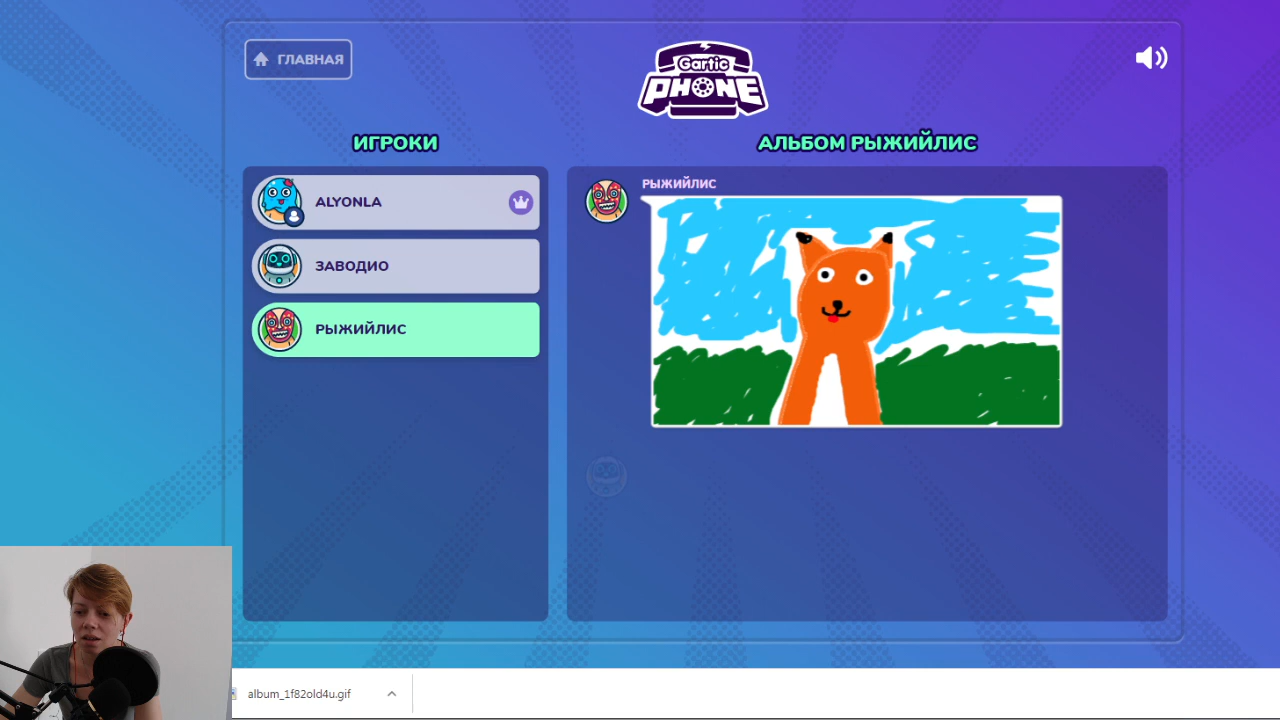 ГЛАВНАЯ
Gartic
PHONE
ИГРОКИ
ALYONLA
ЗАВОДИО
РЫЖИЙЛИС
АЛЬБОМ РЫЖИЙЛИС
РЫЖИЙЛИС
album_1f82old4u.gif